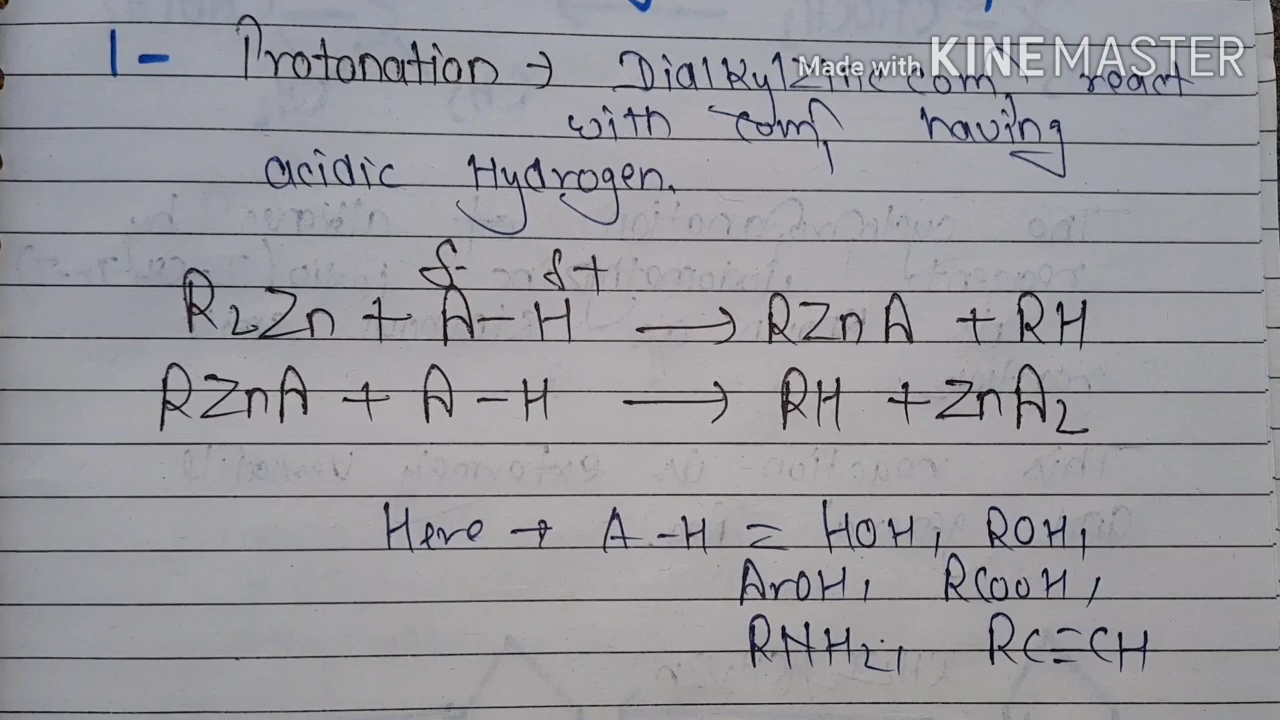 1- Protonation → Dialkylzinc comp. react
Made with KINEMASTER
with comp. having
acidic Hydrogen.
δ- δ+
R₂Zn + A-H ⟶ RZnA + RH
RZnA + A-H ⟶ RH + ZnA₂
Here → A-H = HOH, ROH,
ArOH, RCOOH,
RNH₂, RC≡CH